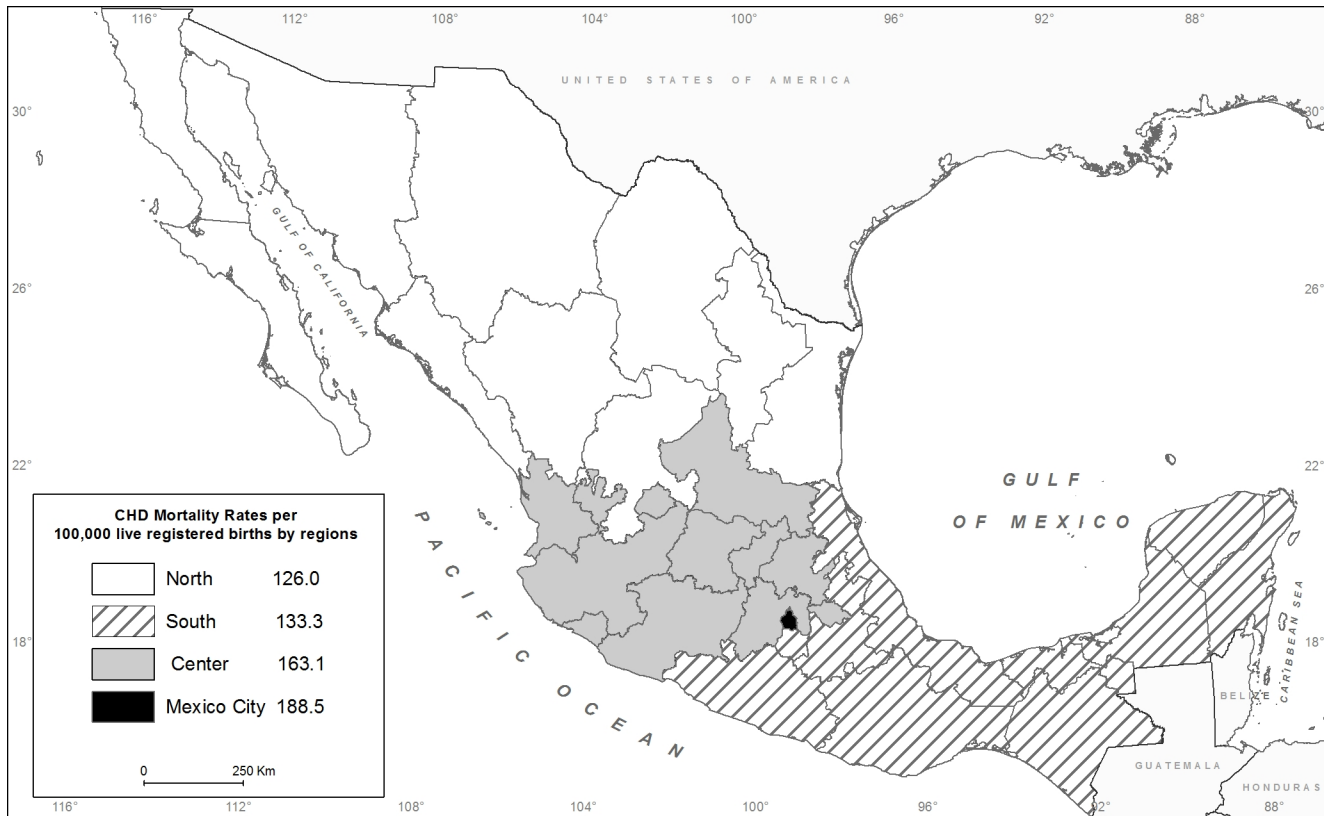 116° 112° 108° 104° 100° 96° 92° 88°
UNITED STATES OF AMERICA
30° 30°
GULF OF CALIFORNIA
26° 26°
22° 22°
GULF
OF MEXICO
PACIFIC OCEAN
CHD Mortality Rates per
100,000 live registered births by regions
North 126.0
South 133.3
Center 163.1
Mexico City 188.5
0 250 Km
18° 18°
CARIBBEAN SEA
BELIZE
GUATEMALA
HONDURAS
116° 112° 108° 104° 100° 96° 92° 88°